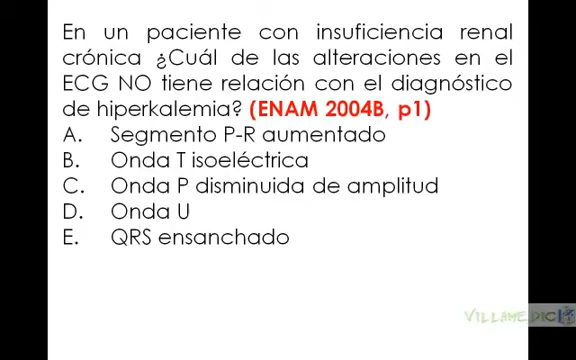 En un paciente con insuficiencia renal
crónica ¿Cuál de las alteraciones en el
ECG NO tiene relación con el diagnóstico
de hiperkalemia? (ENAM 2004B, p1)
A. Segmento P-R aumentado
B. Onda T isoeléctrica
C. Onda P disminuida de amplitud
D. Onda U
E. QRS ensanchado
VILLAMEDIC